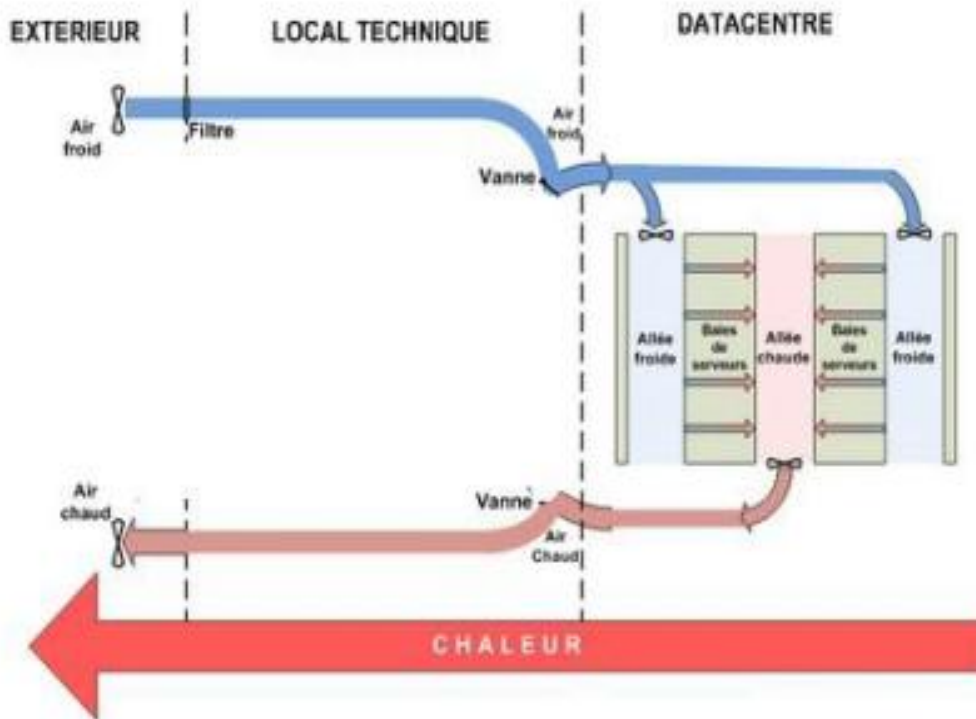 EXTERIEUR
LOCAL TECHNIQUE
DATACENTRE
Air
froid
Filtre
Air
froid
Vanne
Allée
froide
Baies
de
serveurs
Allée
chaude
Baies
de
serveurs
Allée
froide
Air
chaud
Vanne
Air
Chaud
CHALEUR